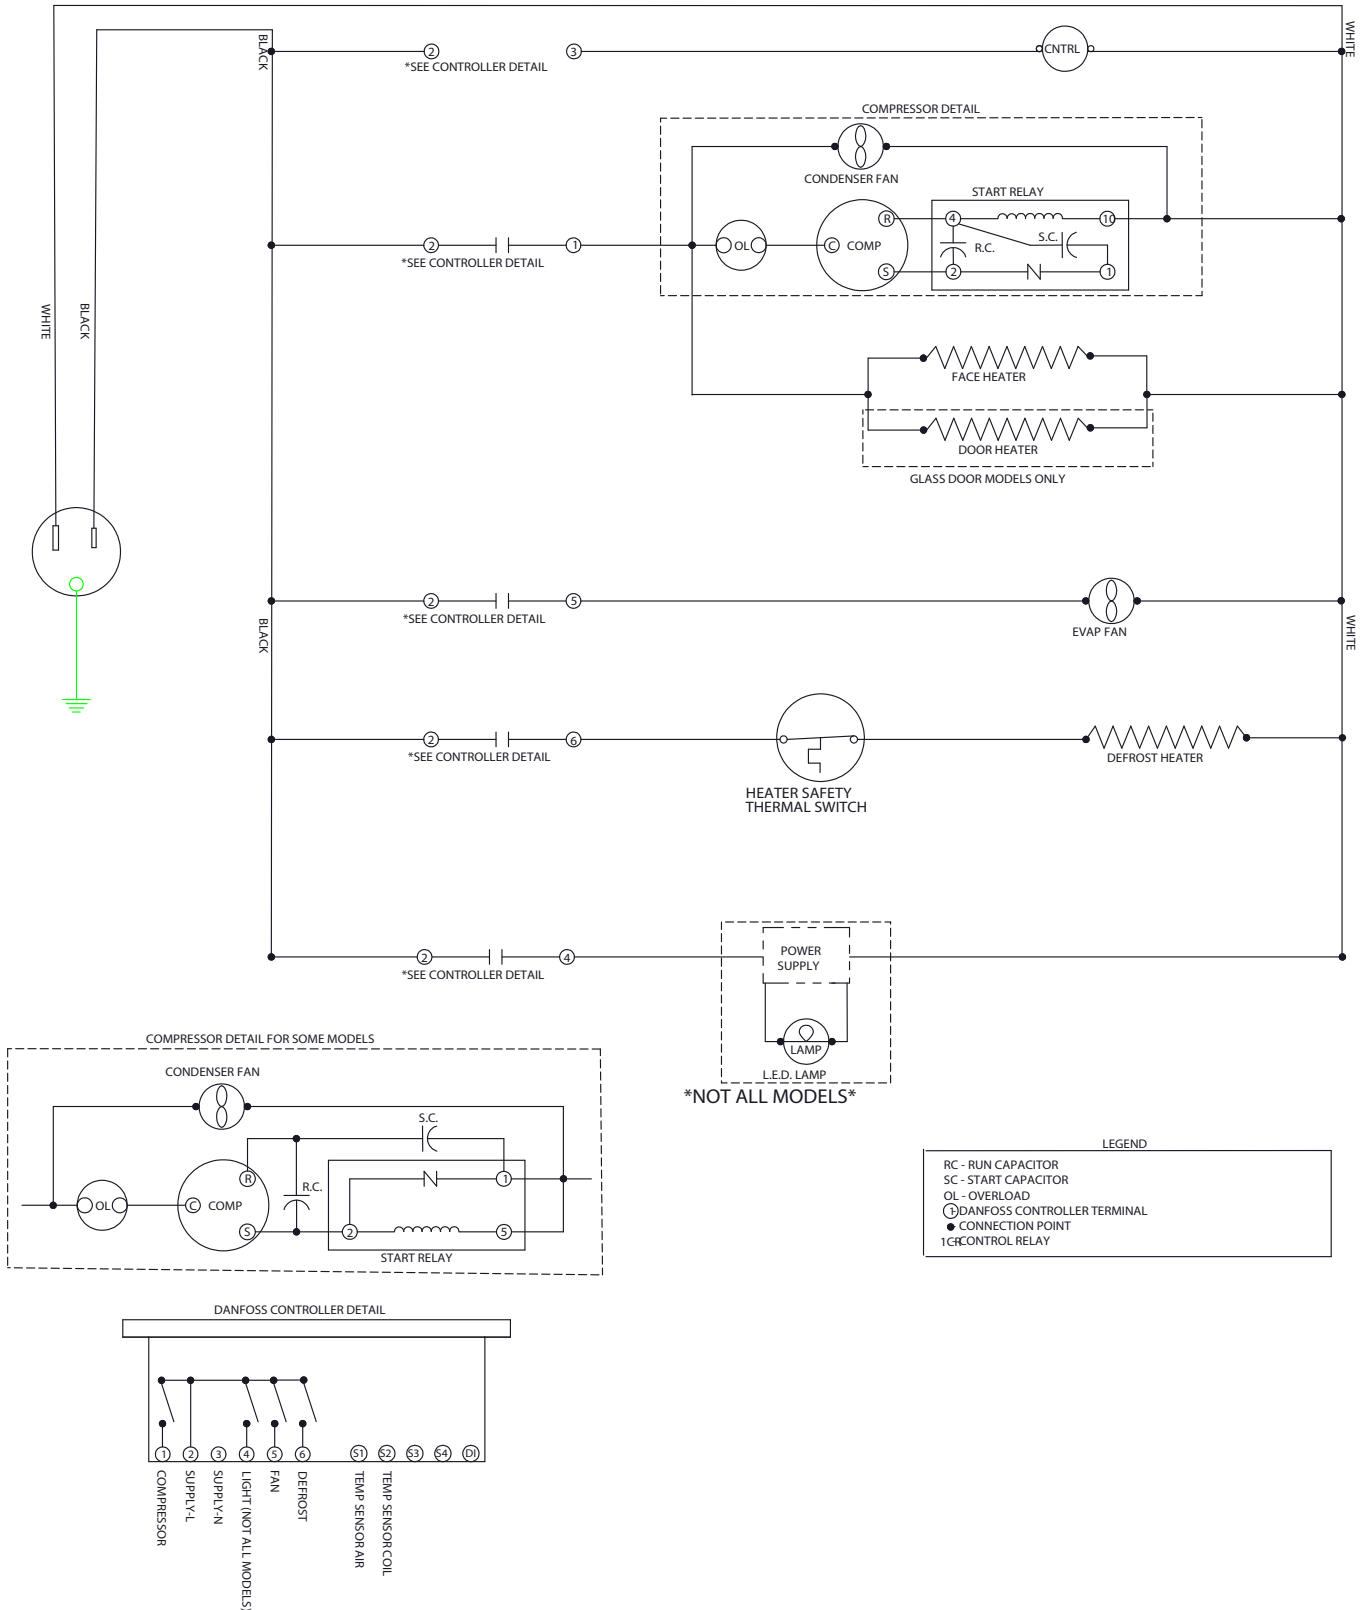 BLACK
WHITE
2
3
CNTRL
*SEE CONTROLLER DETAIL
COMPRESSOR DETAIL
CONDENSER FAN
START RELAY
2
1
*SEE CONTROLLER DETAIL
OL
C
COMP
R
S
4
10
R.C.
S.C.
2
1
WHITE
BLACK
FACE HEATER
DOOR HEATER
GLASS DOOR MODELS ONLY
2
5
*SEE CONTROLLER DETAIL
EVAP FAN
BLACK
WHITE
2
6
*SEE CONTROLLER DETAIL
DEFROST HEATER
HEATER SAFETY
THERMAL SWITCH
2
4
*SEE CONTROLLER DETAIL
POWER
SUPPLY
LAMP
L.E.D. LAMP
*NOT ALL MODELS*
COMPRESSOR DETAIL FOR SOME MODELS
CONDENSER FAN
S.C.
R
R.C.
1
OL
C
COMP
S
2
5
START RELAY
LEGEND
RC - RUN CAPACITOR
SC - START CAPACITOR
OL - OVERLOAD
1 - DANFOSS CONTROLLER TERMINAL
- CONNECTION POINT
1CR - CONTROL RELAY
DANFOSS CONTROLLER DETAIL
1
2
3
4
5
6
S1
S2
S3
S4
DI
COMPRESSOR
SUPPLY-L
SUPPLY-N
LIGHT (NOT ALL MODELS)
FAN
DEFROST
TEMP SENSOR AIR
TEMP SENSOR COIL